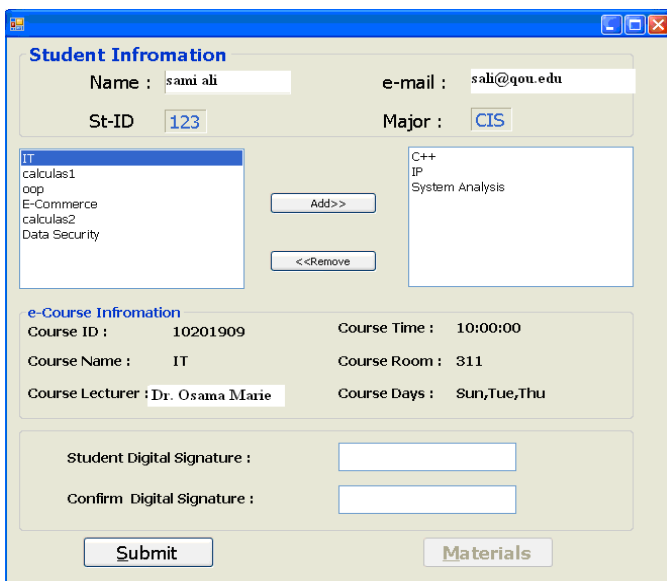 Student Infromation
Name : sami ali e-mail : sali@qou.edu
St-ID 123 Major : CIS
IT
calculas1
oop
E-Commerce
calculas2
Data Security
Add>>
<<Remove
C++
IP
System Analysis
e-Course Infromation
Course ID : 10201909 Course Time : 10:00:00
Course Name : IT Course Room : 311
Course Lecturer : Dr. Osama Marie Course Days : Sun,Tue,Thu
Student Digital Signature :
Confirm Digital Signature :
Submit Materials